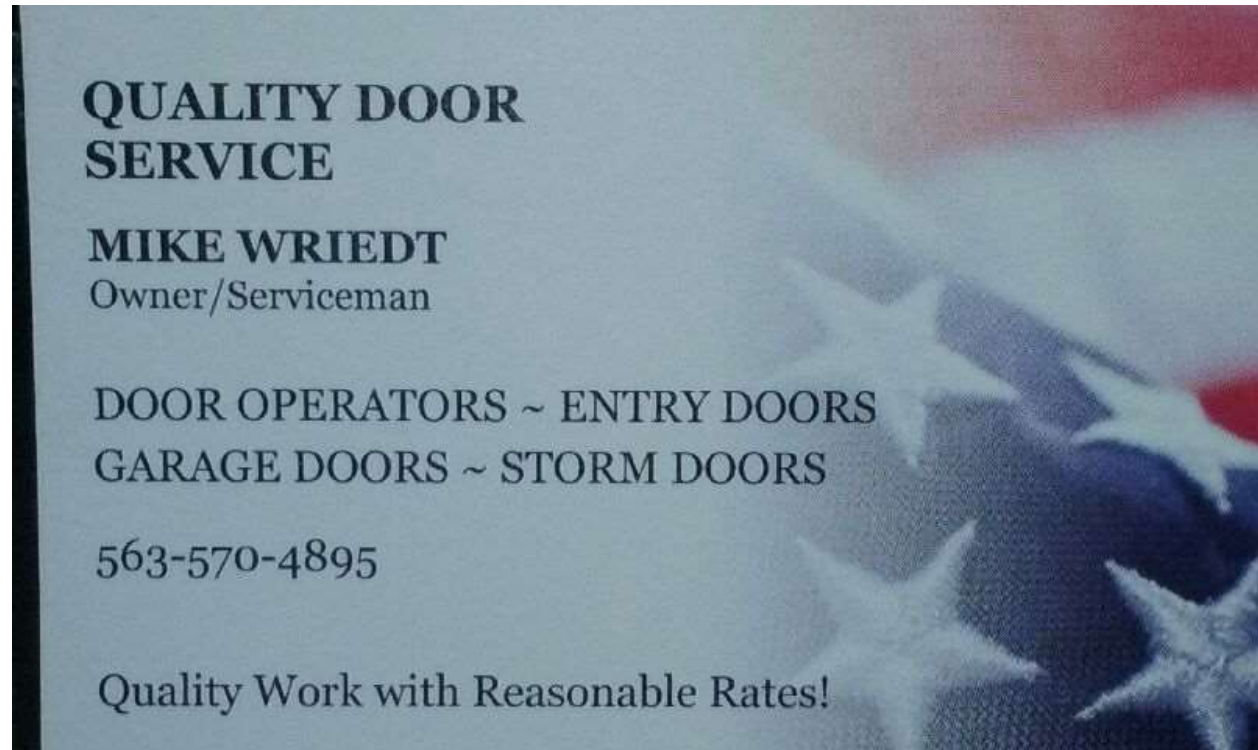 QUALITY DOOR
SERVICE
MIKE WRIEDT
Owner/Serviceman
DOOR OPERATORS ~ ENTRY DOORS
GARAGE DOORS ~ STORM DOORS
563-570-4895
Quality Work with Reasonable Rates!